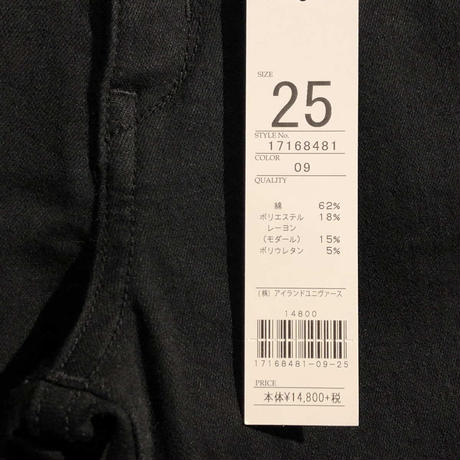 SIZE
25
STYLE No.
17168481
COLOR
09
QUALITY
綿 62%
ポリエステル 18%
レーヨン
(モダール) 15%
ポリウレタン 5%
(株)アイランドユニヴァース
14800
17168481-09-25
PRICE
本体¥14,800+税